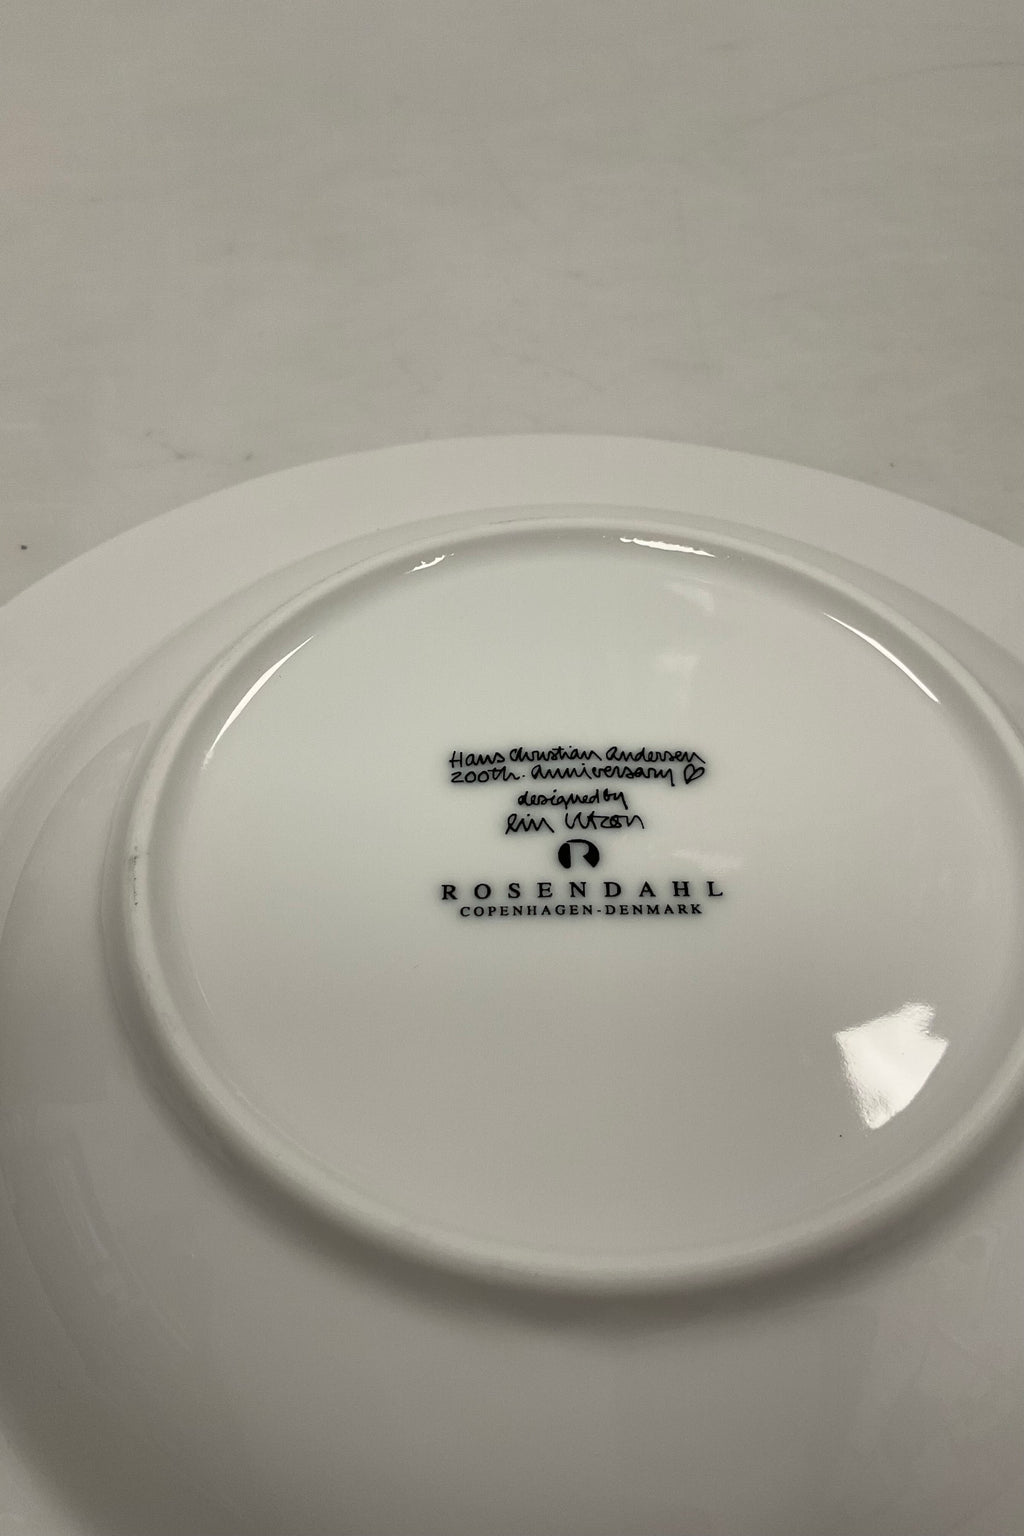 Hans Christian Andersen
200th. anniversary ♡
designed by
Lin Utzon
R
ROSENDAHL
COPENHAGEN-DENMARK